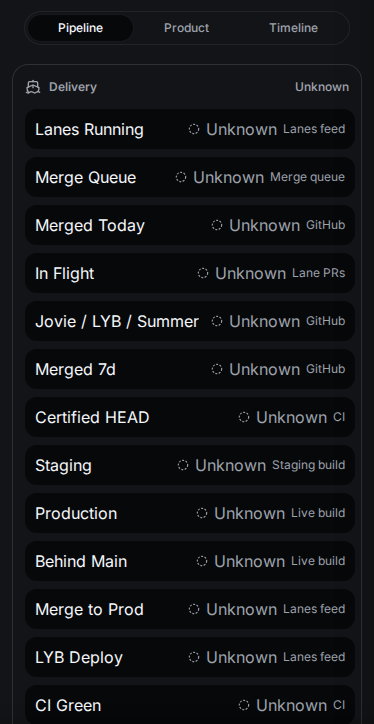 Pipeline Product Timeline
Delivery Unknown
Lanes Running Unknown Lanes feed
Merge Queue Unknown Merge queue
Merged Today Unknown GitHub
In Flight Unknown Lane PRs
Jovie / LYB / Summer Unknown GitHub
Merged 7d Unknown GitHub
Certified HEAD Unknown CI
Staging Unknown Staging build
Production Unknown Live build
Behind Main Unknown Live build
Merge to Prod Unknown Lanes feed
LYB Deploy Unknown Lanes feed
CI Green Unknown CI